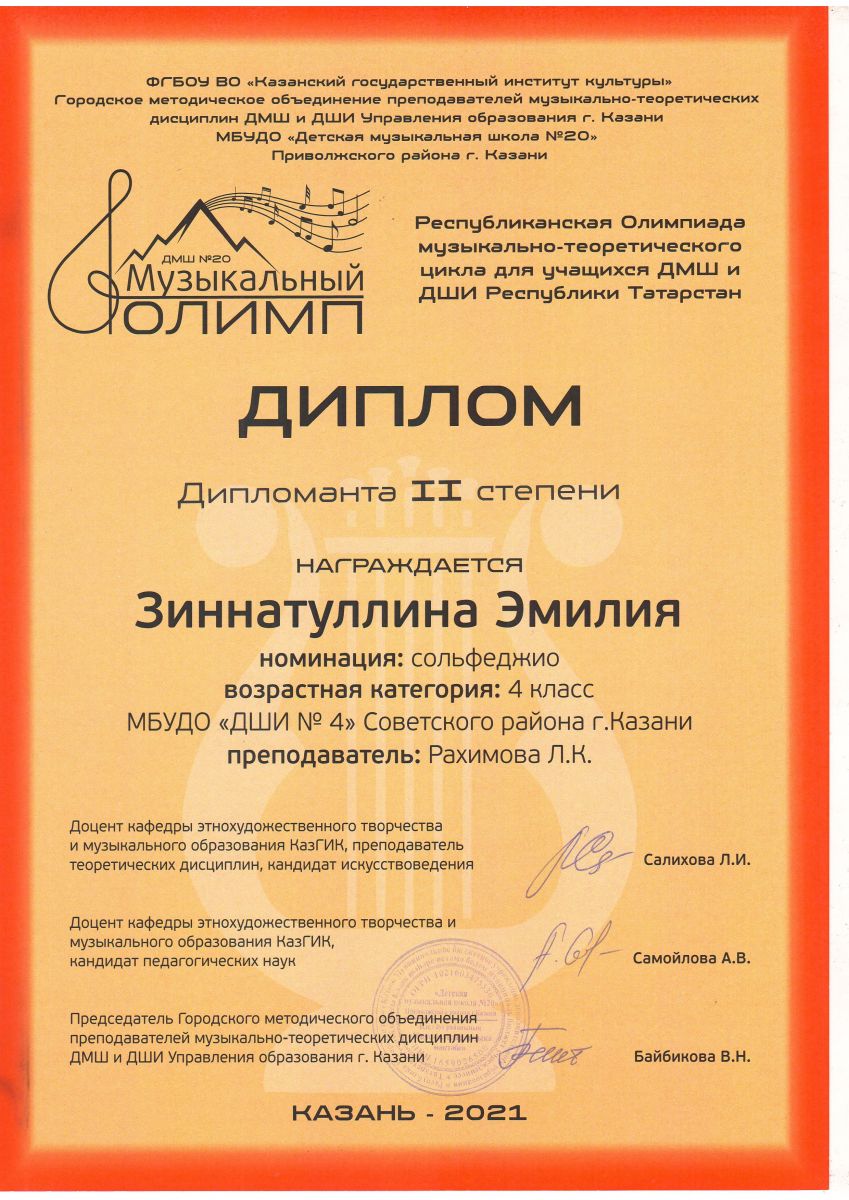 ФГБОУ ВО «Казанский государственный институт культуры»
Городское методическое объединение преподавателей музыкально-теоретических
дисциплин ДМШ и ДШИ Управления образования г. Казани
МБУДО «Детская музыкальная школа №20»
Приволжского района г. Казани
ДМШ №20
Музыкальный
ОЛИМП
Республиканская Олимпиада
музыкально-теоретического
цикла для учащихся ДМШ и
ДШИ Республики Татарстан
ДИПЛОМ
Дипломанта II степени
НАГРАЖДАЕТСЯ
Зиннатуллина Эмилия
номинация: сольфеджио
возрастная категория: 4 класс
МБУДО «ДШИ № 4» Советского района г.Казани
преподаватель: Рахимова Л.К.
Доцент кафедры этнохудожественного творчества
и музыкального образования КазГИК, преподаватель
теоретических дисциплин, кандидат искусствоведения
Салихова Л.И.
Доцент кафедры этнохудожественного творчества и
музыкального образования КазГИК,
кандидат педагогических наук
Самойлова А.В.
Председатель Городского методического объединения
преподавателей музыкально-теоретических дисциплин
ДМШ и ДШИ Управления образования г. Казани
Байбикова В.Н.
«Детская
музыкальная школа №20»
КАЗАНЬ - 2021